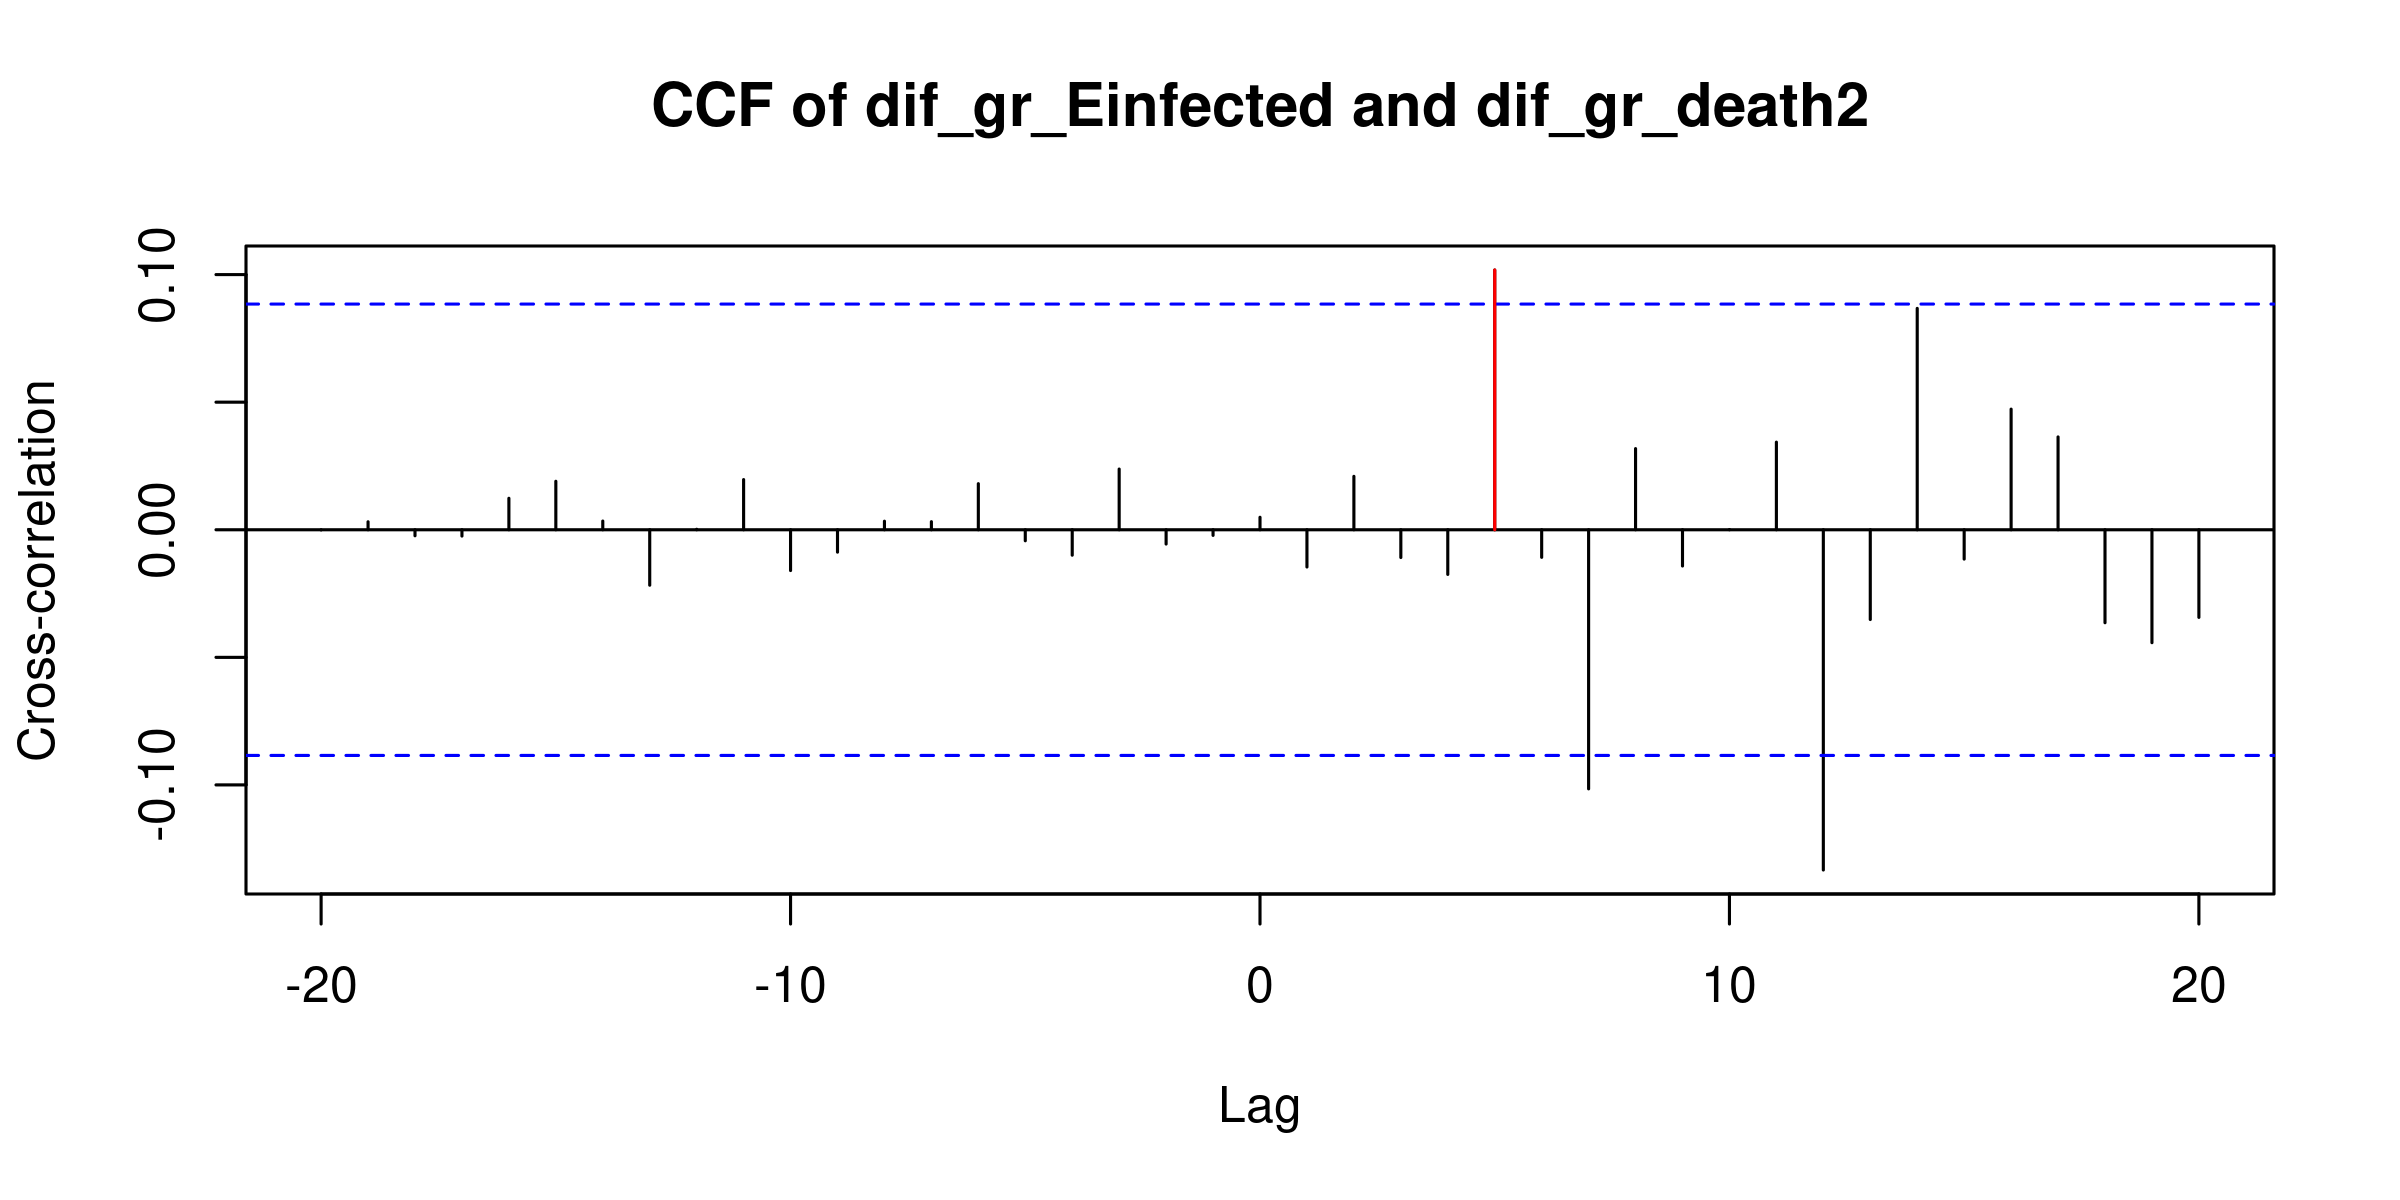 CCF of dif_gr_Einfected and dif_gr_death2
Cross-correlation
0.10
0.00
-0.10
-20 -10 0 10 20
Lag